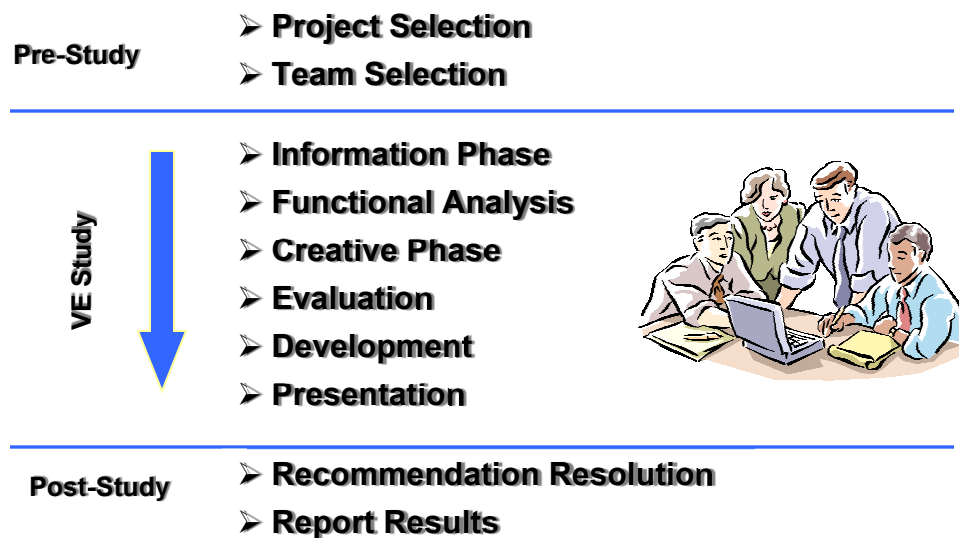 Pre-Study
➢ Project Selection
➢ Team Selection
VE Study
➢ Information Phase
➢ Functional Analysis
➢ Creative Phase
➢ Evaluation
➢ Development
➢ Presentation
Post-Study
➢ Recommendation Resolution
➢ Report Results